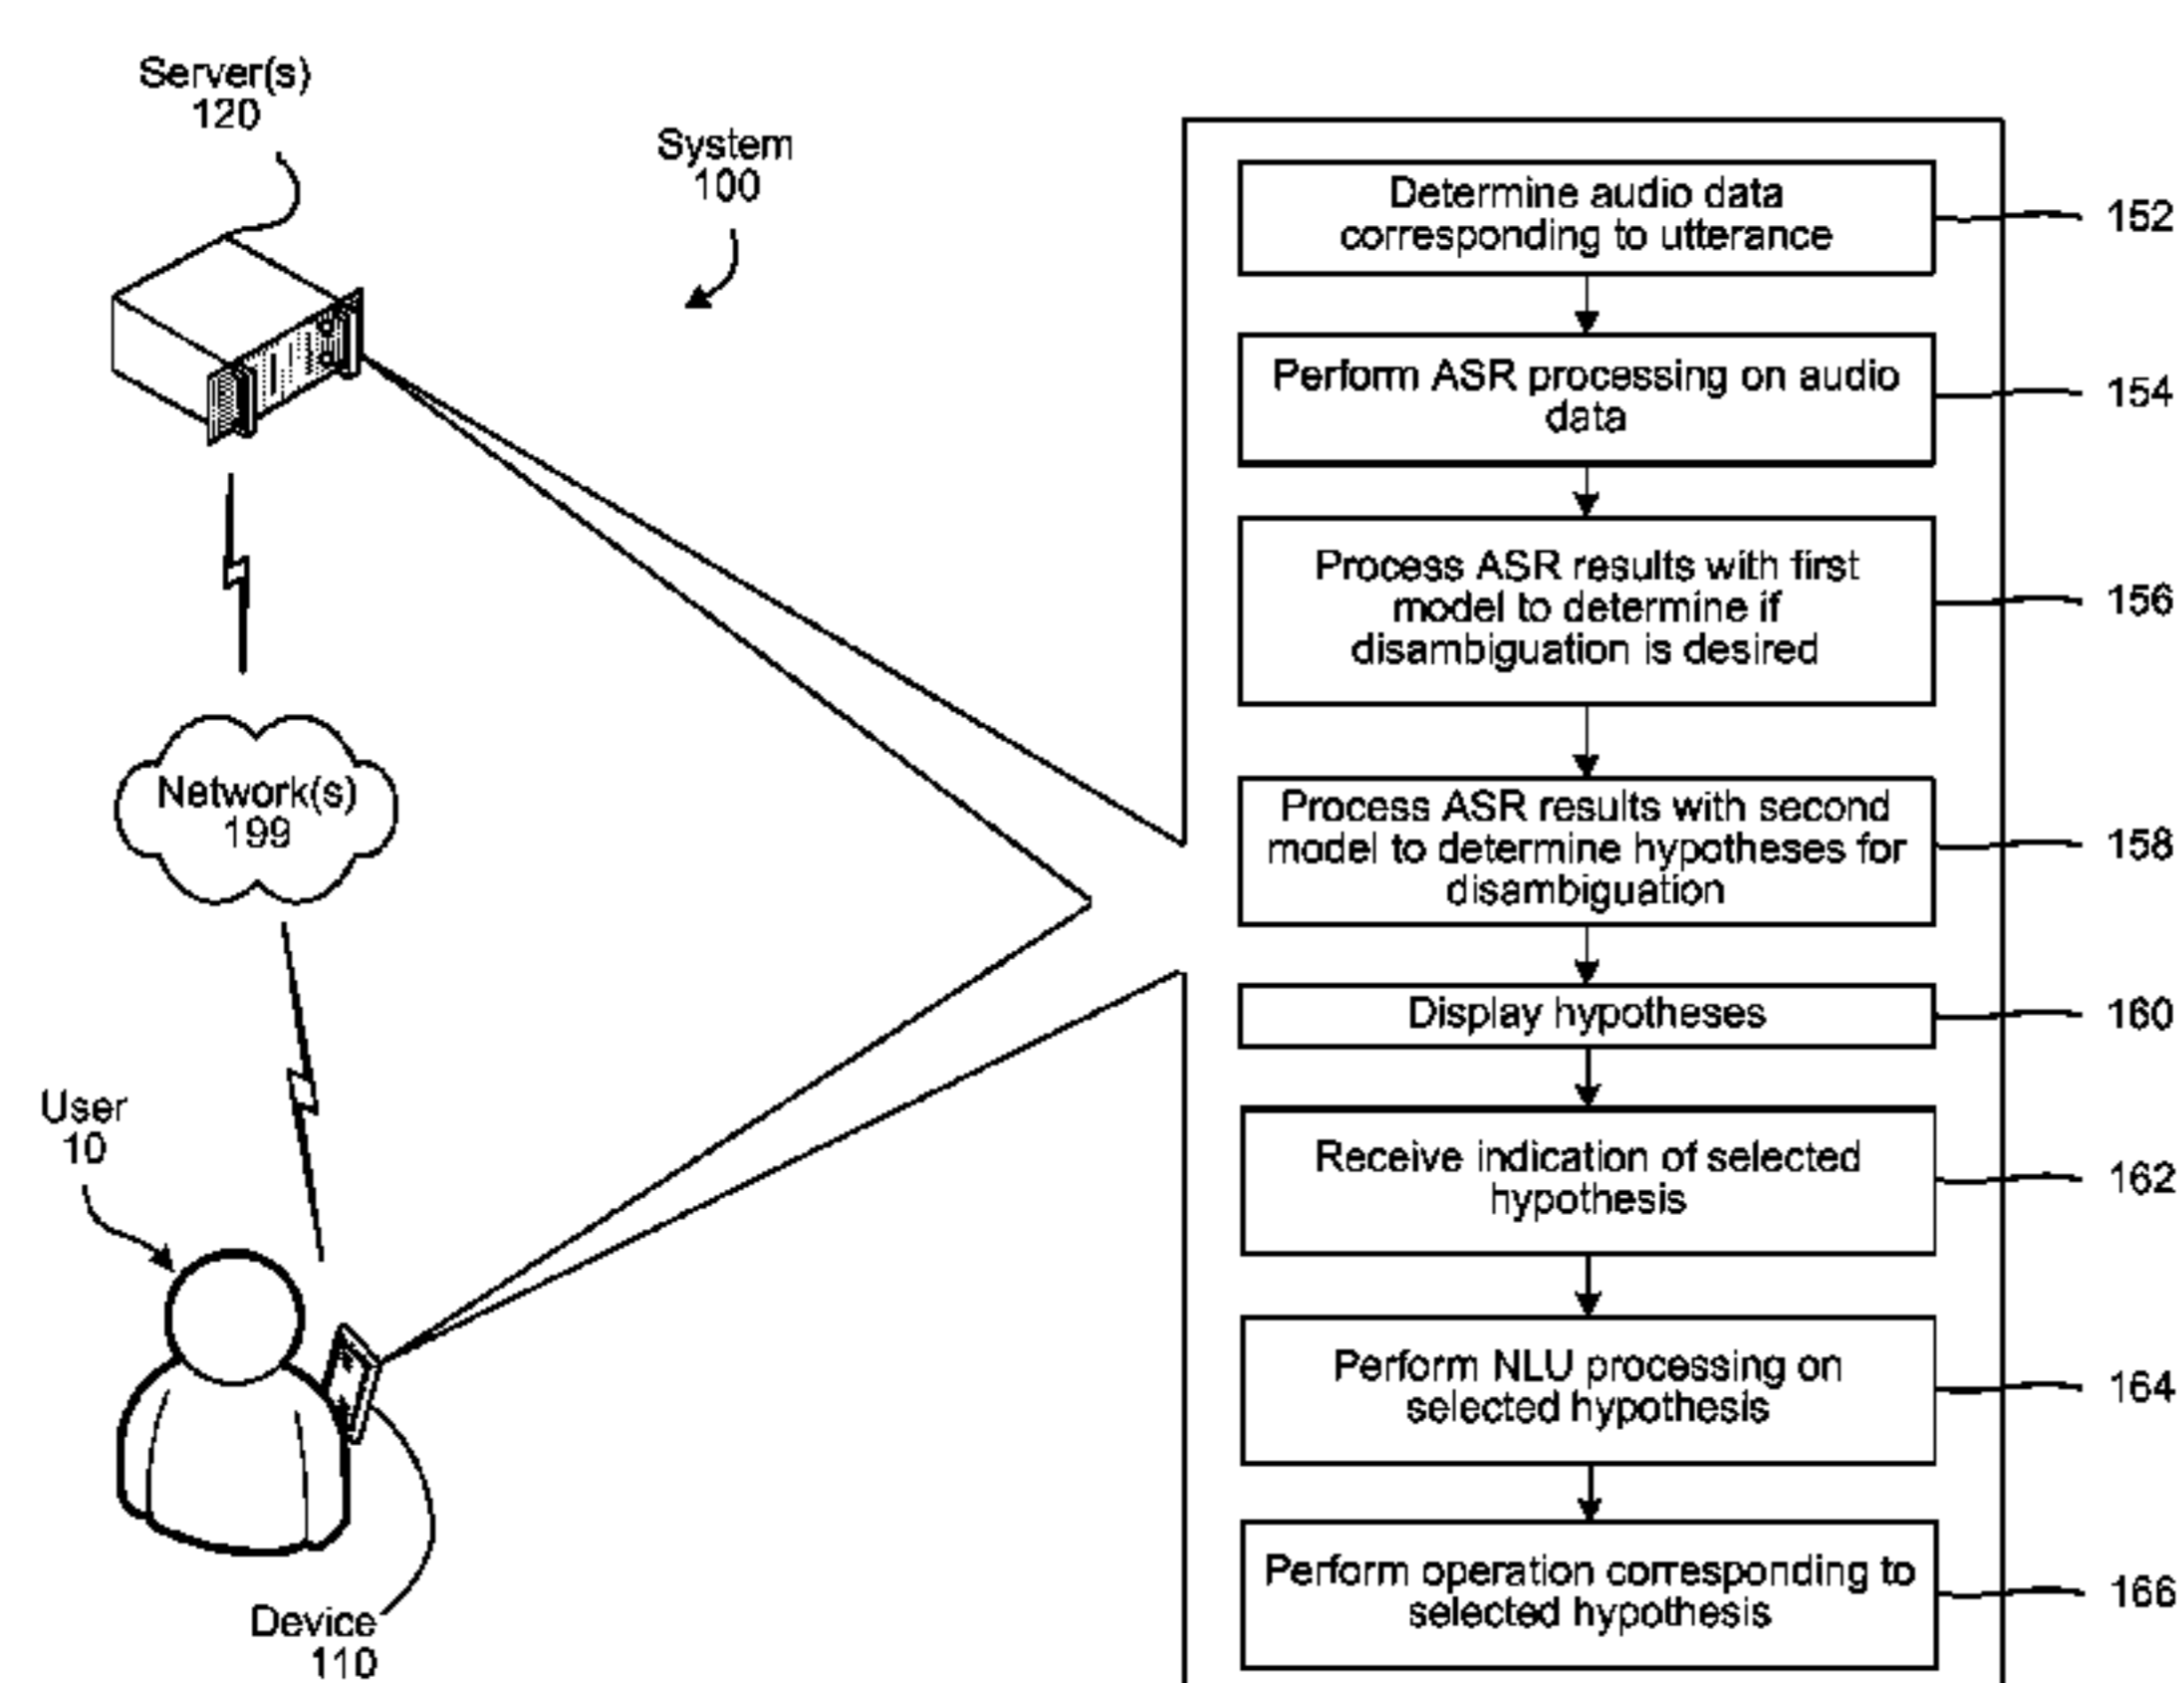 Server(s)
120
System
100
Network(s)
199
User
10
Device
110
Determine audio data
corresponding to utterance
152
Perform ASR processing on audio
data
154
Process ASR results with first
model to determine if
disambiguation is desired
156
Process ASR results with second
model to determine hypotheses for
disambiguation
158
Display hypotheses
160
Receive indication of selected
hypothesis
162
Perform NLU processing on
selected hypothesis
164
Perform operation corresponding to
selected hypothesis
166